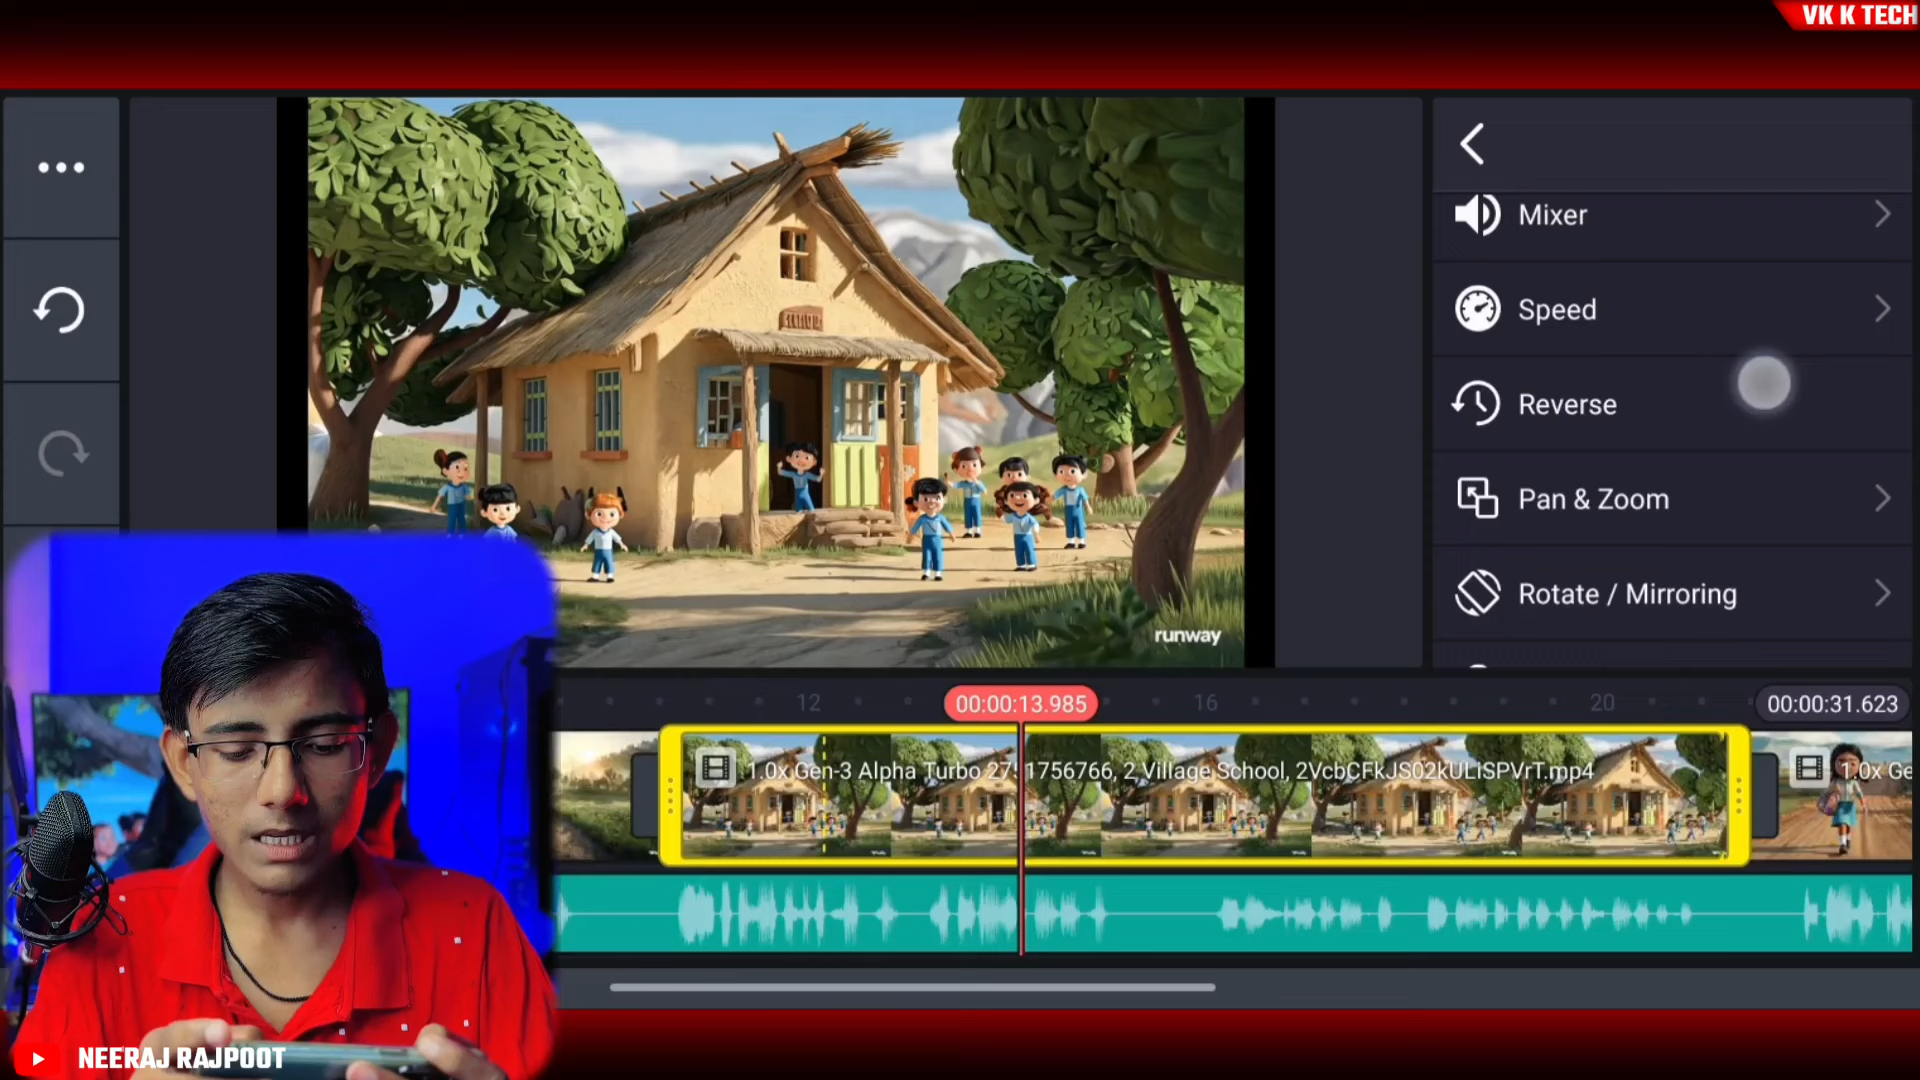 VK K TECH
Mixer
Speed
Reverse
Pan & Zoom
Rotate / Mirroring
runway
12
00:00:13.985
16
20
00:00:31.623
1.0x Gen-3 Alpha Turbo 27
1756766, 2 Village School, 2VcbCFkJS02kULiSPVrT.mp4
1.0x Ge
NEERAJ RAJPOOT